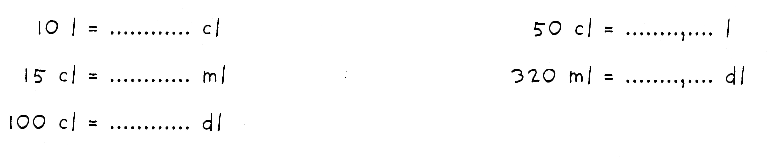 10 l = ............ cl
15 cl = ............ ml
100 cl = ............ dl
50 cl = ........,.... l
320 ml = ........,.... dl